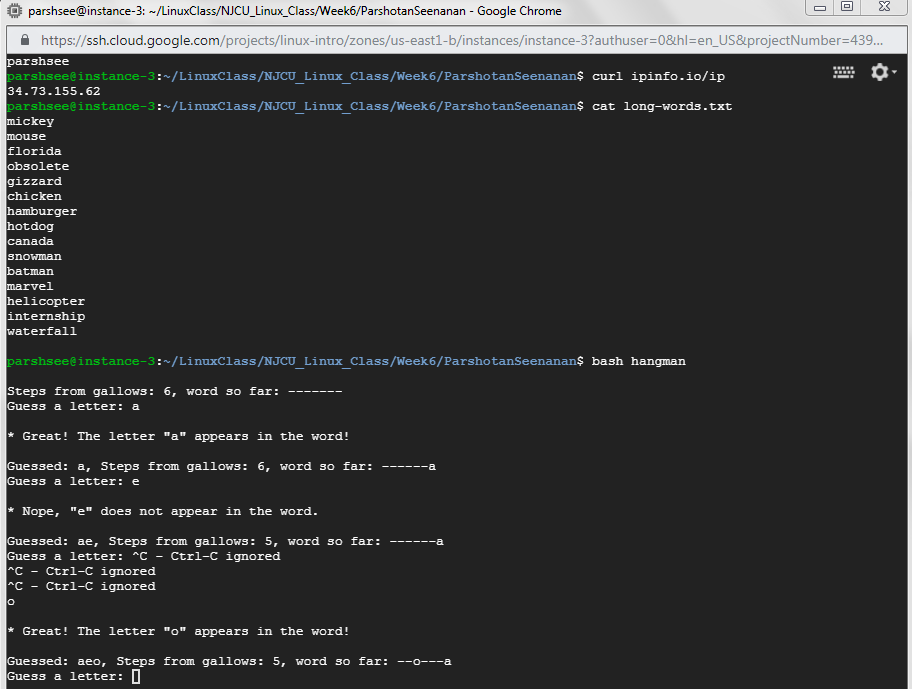 parshsee@instance-3: ~/LinuxClass/NJCU_Linux_Class/Week6/ParshotanSeenanan - Google Chrome
https://ssh.cloud.google.com/projects/linux-intro/zones/us-east1-b/instances/instance-3?authuser=0&hl=en_US&projectNumber=439...
parshsee
parshsee@instance-3:~/LinuxClass/NJCU_Linux_Class/Week6/ParshotanSeenanan$ curl ipinfo.io/ip
34.73.155.62
parshsee@instance-3:~/LinuxClass/NJCU_Linux_Class/Week6/ParshotanSeenanan$ cat long-words.txt
mickey
mouse
florida
obsolete
gizzard
chicken
hamburger
hotdog
canada
snowman
batman
marvel
helicopter
internship
waterfall
parshsee@instance-3:~/LinuxClass/NJCU_Linux_Class/Week6/ParshotanSeenanan$ bash hangman
Steps from gallows: 6, word so far: -------
Guess a letter: a
* Great! The letter "a" appears in the word!
Guessed: a, Steps from gallows: 6, word so far: ------a
Guess a letter: e
* Nope, "e" does not appear in the word.
Guessed: ae, Steps from gallows: 5, word so far: ------a
Guess a letter: ^C - Ctrl-C ignored
^C - Ctrl-C ignored
^C - Ctrl-C ignored
o
* Great! The letter "o" appears in the word!
Guessed: aeo, Steps from gallows: 5, word so far: --o---a
Guess a letter: